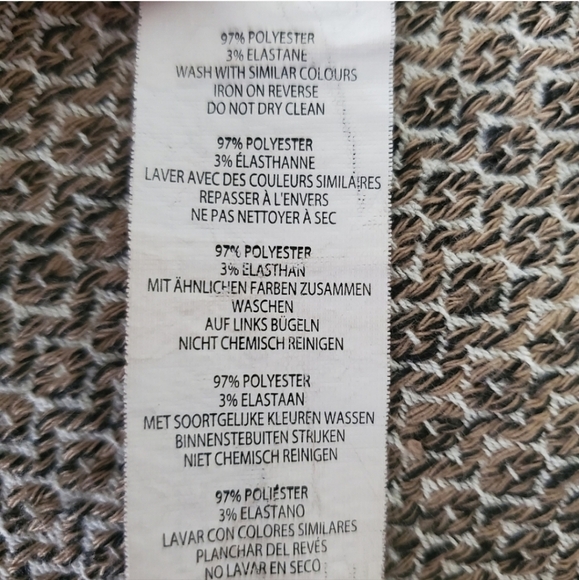 97% POLYESTER
3% ELASTANE
WASH WITH SIMILAR COLOURS
IRON ON REVERSE
DO NOT DRY CLEAN
97% POLYESTER
3% ÉLASTHANNE
LAVER AVEC DES COULEURS SIMILAIRES
REPASSER À L'ENVERS
NE PAS NETTOYER À SEC
97% POLYESTER
3% ELASTHAN
MIT ÄHNLICHEN FARBEN ZUSAMMEN
WASCHEN
AUF LINKS BÜGELN
NICHT CHEMISCH REINIGEN
97% POLYESTER
3% ELASTAAN
MET SOORTGELIJKE KLEUREN WASSEN
BINNENSTEBUITEN STRIJKEN
NIET CHEMISCH REINIGEN
97% POLIÉSTER
3% ELASTANO
LAVAR CON COLORES SIMILARES
PLANCHAR DEL REVÉS
NO LAVAR EN SECO